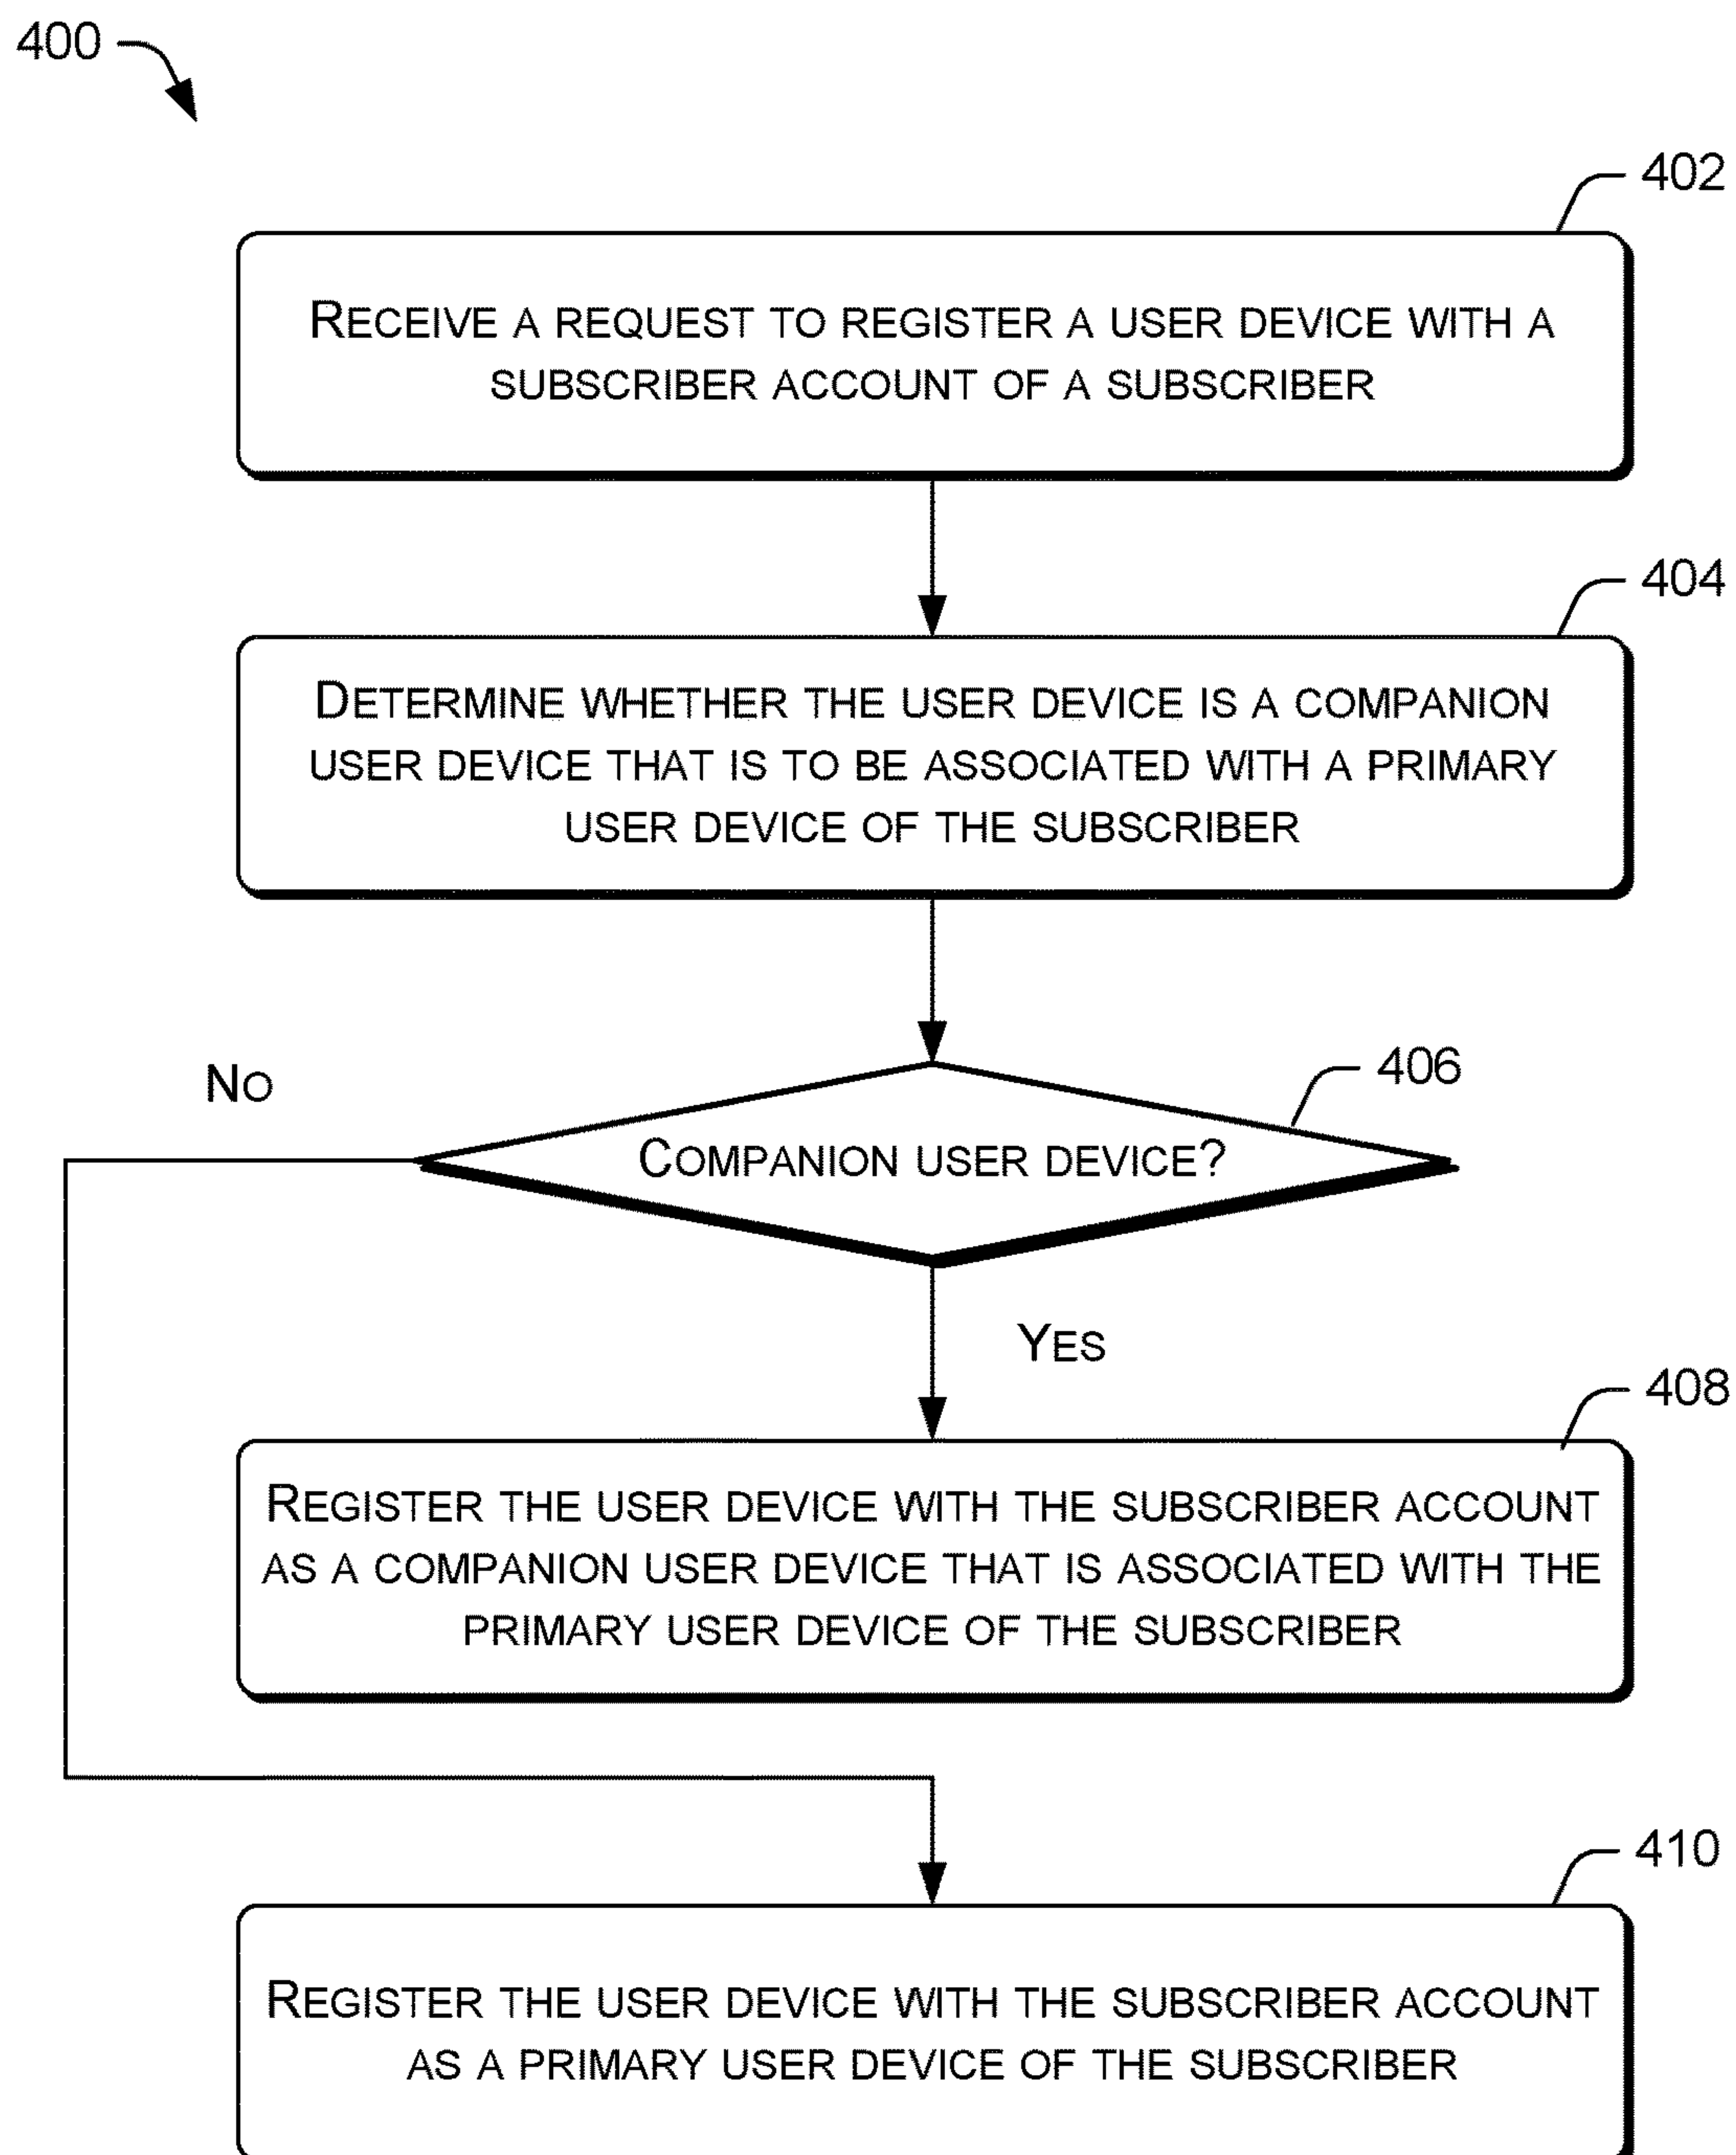 400
402
RECEIVE A REQUEST TO REGISTER A USER DEVICE WITH A
SUBSCRIBER ACCOUNT OF A SUBSCRIBER
404
DETERMINE WHETHER THE USER DEVICE IS A COMPANION
USER DEVICE THAT IS TO BE ASSOCIATED WITH A PRIMARY
USER DEVICE OF THE SUBSCRIBER
406
NO
COMPANION USER DEVICE?
YES
408
REGISTER THE USER DEVICE WITH THE SUBSCRIBER ACCOUNT
AS A COMPANION USER DEVICE THAT IS ASSOCIATED WITH THE
PRIMARY USER DEVICE OF THE SUBSCRIBER
410
REGISTER THE USER DEVICE WITH THE SUBSCRIBER ACCOUNT
AS A PRIMARY USER DEVICE OF THE SUBSCRIBER